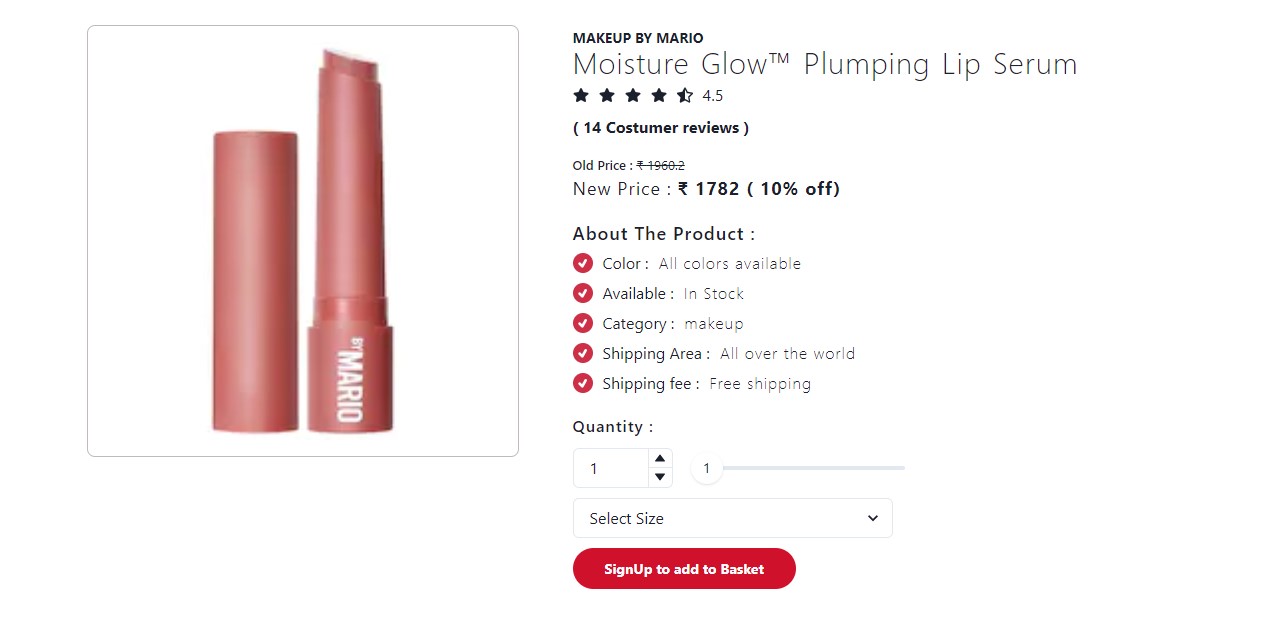 BY MARIO
MAKEUP BY MARIO
Moisture Glow™ Plumping Lip Serum
4.5
( 14 Costumer reviews )
Old Price : ₹ 1960.2
New Price : ₹ 1782 ( 10% off)
About The Product :
Color : All colors available
Available : In Stock
Category : makeup
Shipping Area : All over the world
Shipping fee : Free shipping
Quantity :
1 1
Select Size
SignUp to add to Basket